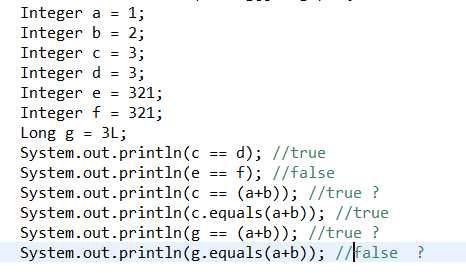 Integer a = 1;
Integer b = 2;
Integer c = 3;
Integer d = 3;
Integer e = 321;
Integer f = 321;
Long g = 3L;
System.out.println(c == d); //true
System.out.println(e == f); //false
System.out.println(c == (a+b)); //true ?
System.out.println(c.equals(a+b)); //true
System.out.println(g == (a+b)); //true ?
System.out.println(g.equals(a+b)); //false  ?